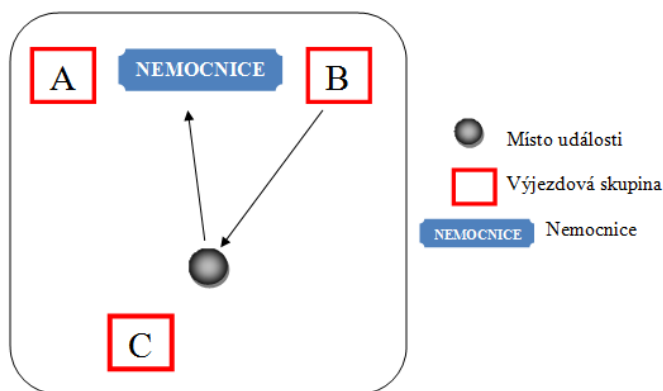 A
NEMOCNICE
B
C
Místo události
Výjezdová skupina
NEMOCNICE
Nemocnice